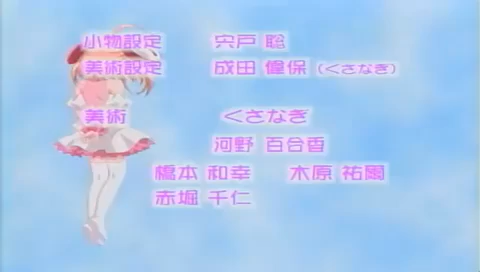 小物設定 宍戸 聡
美術設定 成田 偉保 (くさなぎ)
美術 くさなぎ
河野 百合香
橋本 和幸 木原 祐爾
赤堀 千仁